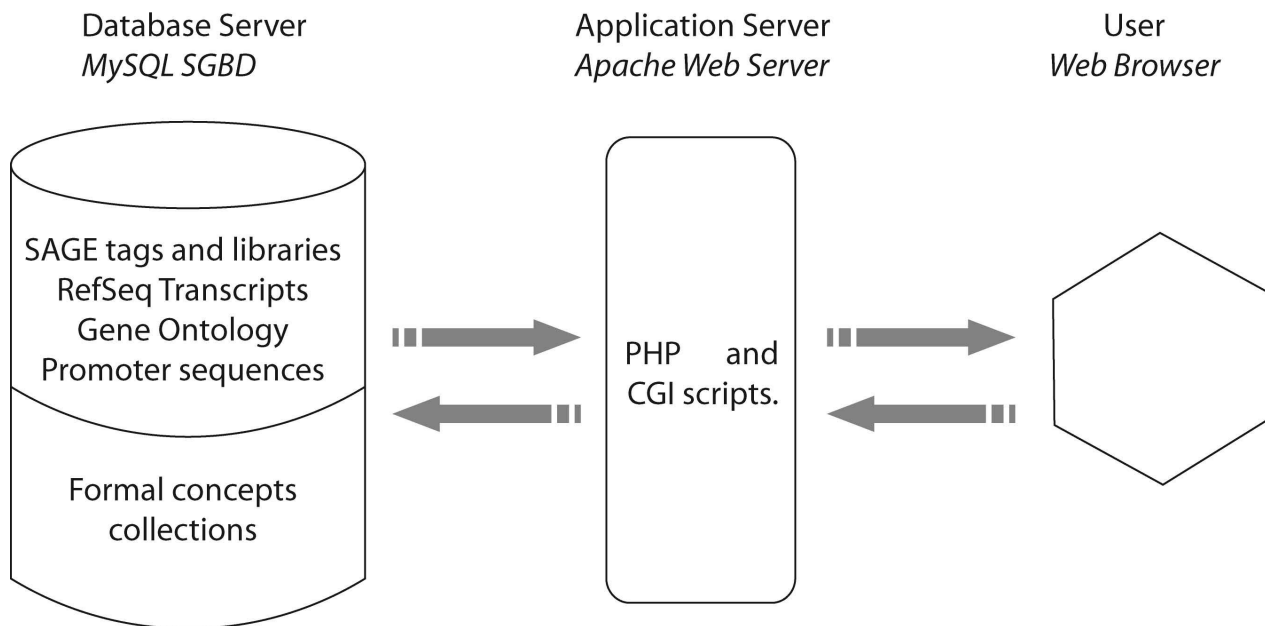 Database Server
MySQL SGBD
Application Server
Apache Web Server
User
Web Browser
SAGE tags and libraries
RefSeq Transcripts
Gene Ontology
Promoter sequences
Formal concepts
collections
PHP and
CGI scripts.